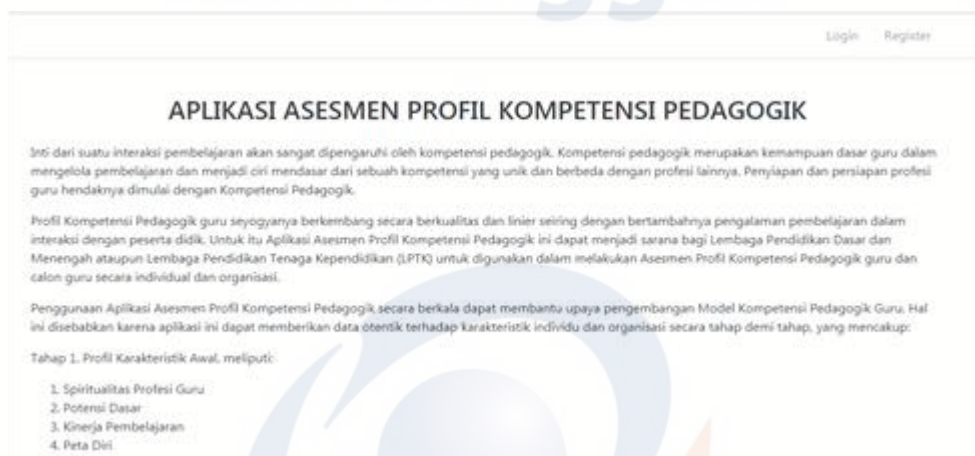 Login Register
APLIKASI ASESMEN PROFIL KOMPETENSI PEDAGOGIK
Inti dari suatu interaksi pembelajaran akan sangat dipengaruhi oleh kompetensi pedagogik. Kompetensi pedagogik merupakan kemampuan dasar guru dalam
mengelola pembelajaran dan menjadi ciri mendasar dari sebuah kompetensi yang unik dan berbeda dengan profesi lainnya. Penyiapan dan persiapan profesi
guru hendaknya dimulai dengan Kompetensi Pedagogik.
Profil Kompetensi Pedagogik guru seyogyanya berkembang secara berkualitas dan linier seiring dengan bertambahnya pengalaman pembelajaran dalam
interaksi dengan peserta didik. Untuk itu Aplikasi Asesmen Profil Kompetensi Pedagogik ini dapat menjadi sarana bagi Lembaga Pendidikan Dasar dan
Menengah ataupun Lembaga Pendidikan Tenaga Kependidikan (LPTK) untuk digunakan dalam melakukan Asesmen Profil Kompetensi Pedagogik guru dan
calon guru secara individual dan organisasi.
Penggunaan Aplikasi Asesmen Profil Kompetensi Pedagogik secara berkala dapat membantu upaya pengembangan Model Kompetensi Pedagogik Guru. Hal
ini disebabkan karena aplikasi ini dapat memberikan data otentik terhadap karakteristik individu dan organisasi secara tahap demi tahap, yang mencakup:
Tahap 1. Profil Karakteristik Awal, meliputi:
1. Spiritualitas Profesi Guru
2. Potensi Dasar
3. Kinerja Pembelajaran
4. Peta Diri